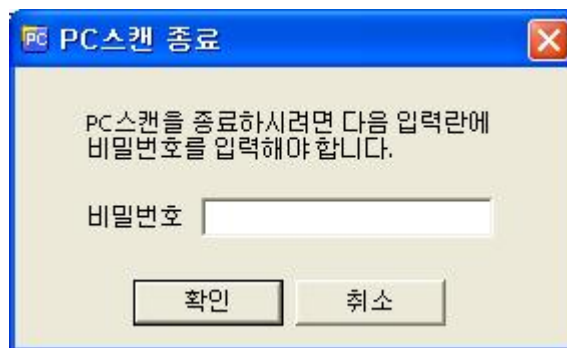 PC PC스캔 종료
PC스캔을 종료하시려면 다음 입력란에
비밀번호를 입력해야 합니다.
비밀번호
확인 취소